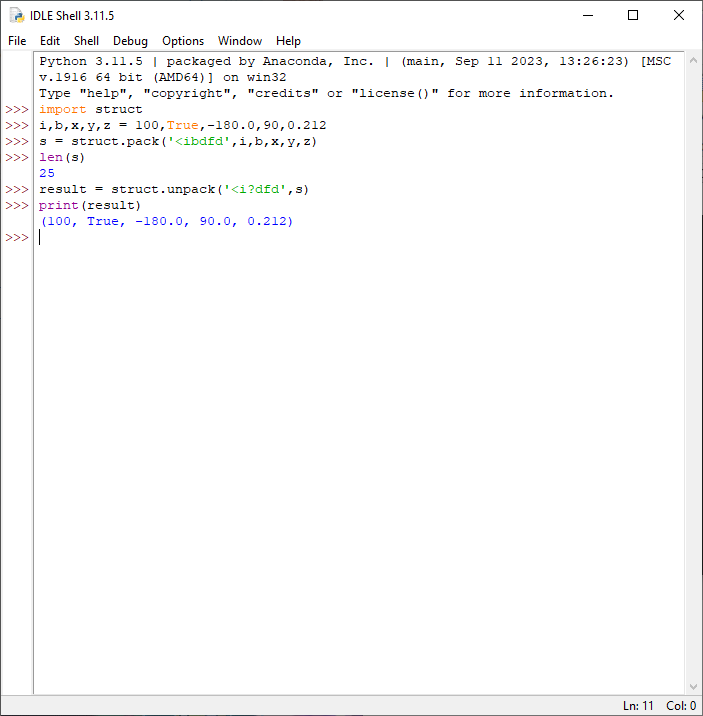 IDLE Shell 3.11.5
File Edit Shell Debug Options Window Help
Python 3.11.5 | packaged by Anaconda, Inc. | (main, Sep 11 2023, 13:26:23) [MSC
v.1916 64 bit (AMD64)] on win32
Type "help", "copyright", "credits" or "license()" for more information.
>>> import struct
>>> i,b,x,y,z = 100,True,-180.0,90,0.212
>>> s = struct.pack('<ibdfd',i,b,x,y,z)
>>> len(s)
25
>>> result = struct.unpack('<i?dfd',s)
>>> print(result)
(100, True, -180.0, 90.0, 0.212)
>>>
Ln: 11 Col: 0